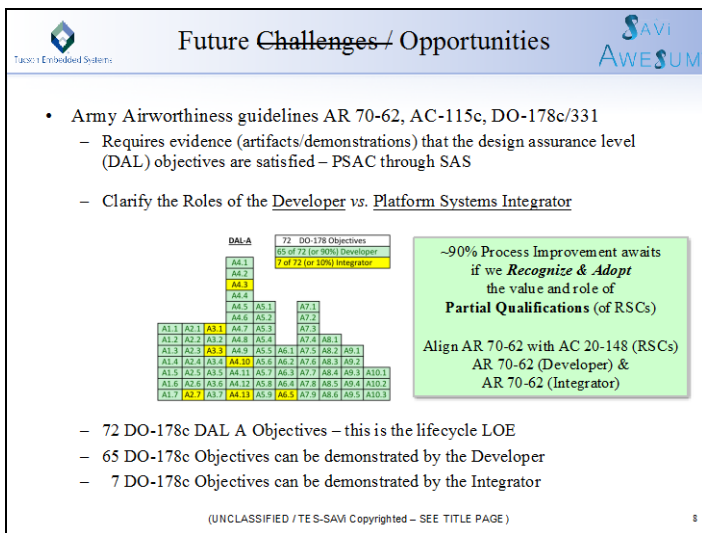 Tucson Embedded Systems
Future Challenges / Opportunities
SAVi
AWESUM
• Army Airworthiness guidelines AR 70-62, AC-115c, DO-178c/331
– Requires evidence (artifacts/demonstrations) that the design assurance level
(DAL) objectives are satisfied – PSAC through SAS
– Clarify the Roles of the Developer vs. Platform Systems Integrator
DAL-A
72 DO-178 Objectives
65 of 72 (or 90%) Developer
7 of 72 (or 10%) Integrator
A4.1
A4.2
A4.3
A4.4
A4.5 A5.1 A7.1
A4.6 A5.2 A7.2
A1.1 A2.1 A3.1 A4.7 A5.3 A7.3
A1.2 A2.2 A3.2 A4.8 A5.4 A7.4 A8.1
A1.3 A2.3 A3.3 A4.9 A5.5 A6.1 A7.5 A8.2 A9.1
A1.4 A2.4 A3.4 A4.10 A5.6 A6.2 A7.6 A8.3 A9.2
A1.5 A2.5 A3.5 A4.11 A5.7 A6.3 A7.7 A8.4 A9.3 A10.1
A1.6 A2.6 A3.6 A4.12 A5.8 A6.4 A7.8 A8.5 A9.4 A10.2
A1.7 A2.7 A3.7 A4.13 A5.9 A6.5 A7.9 A8.6 A9.5 A10.3
~90% Process Improvement awaits
if we Recognize & Adopt
the value and role of
Partial Qualifications (of RSCs)
Align AR 70-62 with AC 20-148 (RSCs)
AR 70-62 (Developer) &
AR 70-62 (Integrator)
– 72 DO-178c DAL A Objectives – this is the lifecycle LOE
– 65 DO-178c Objectives can be demonstrated by the Developer
– 7 DO-178c Objectives can be demonstrated by the Integrator
(UNCLASSIFIED / TES-SAVi Copyrighted – SEE TITLE PAGE)
8